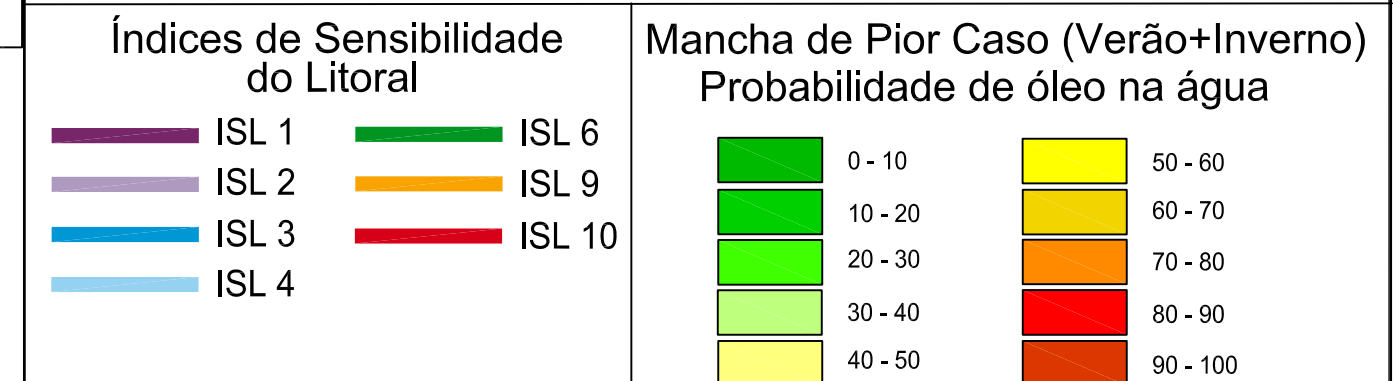 Índices de Sensibilidade
do Litoral
ISL 1
ISL 2
ISL 3
ISL 4
ISL 6
ISL 9
ISL 10
Mancha de Pior Caso (Verão+Inverno)
Probabilidade de óleo na água
0 - 10
10 - 20
20 - 30
30 - 40
40 - 50
50 - 60
60 - 70
70 - 80
80 - 90
90 - 100